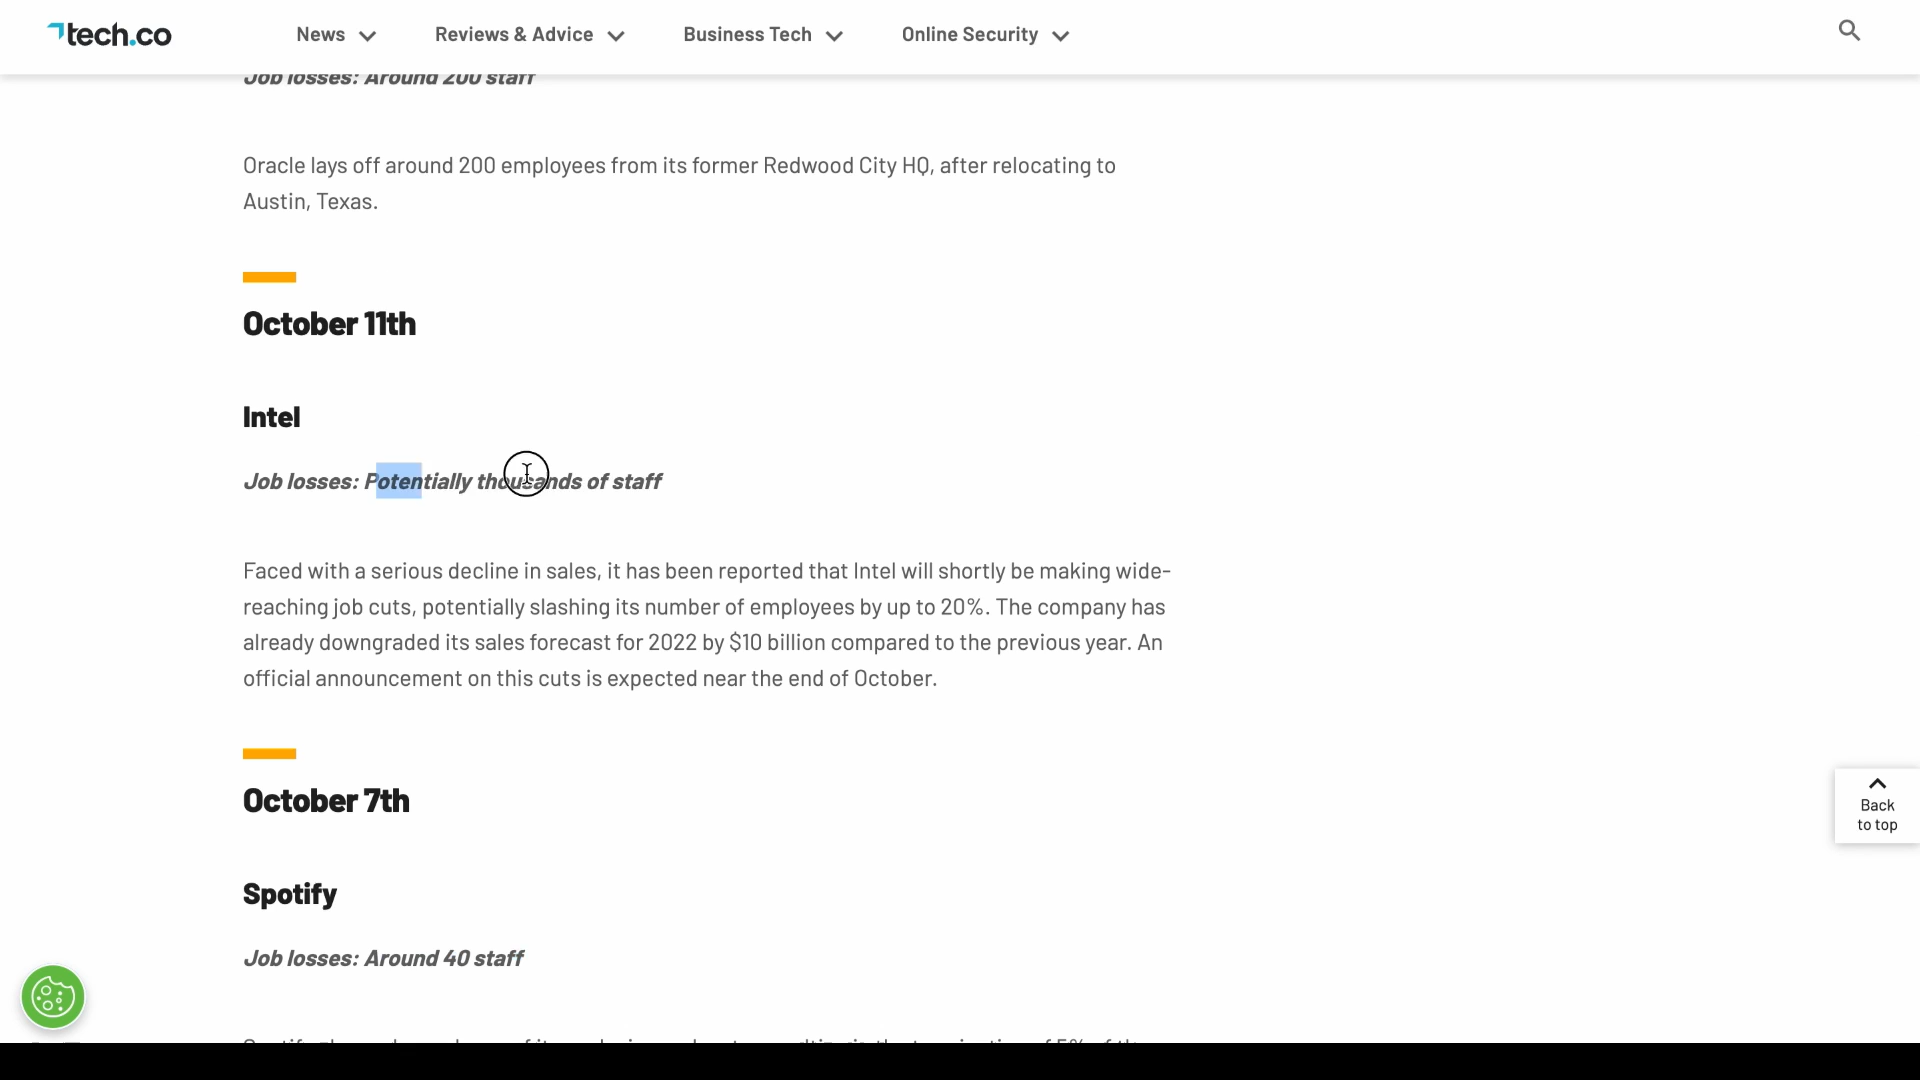 tech.co
News
Reviews & Advice
Business Tech
Online Security
Job losses: Around 200 staff
Oracle lays off around 200 employees from its former Redwood City HQ, after relocating to
Austin, Texas.
October 11th
Intel
Job losses: Potentially thousands of staff
Faced with a serious decline in sales, it has been reported that Intel will shortly be making wide-
reaching job cuts, potentially slashing its number of employees by up to 20%. The company has
already downgraded its sales forecast for 2022 by $10 billion compared to the previous year. An
official announcement on this cuts is expected near the end of October.
Back
to top
October 7th
Spotify
Job losses: Around 40 staff